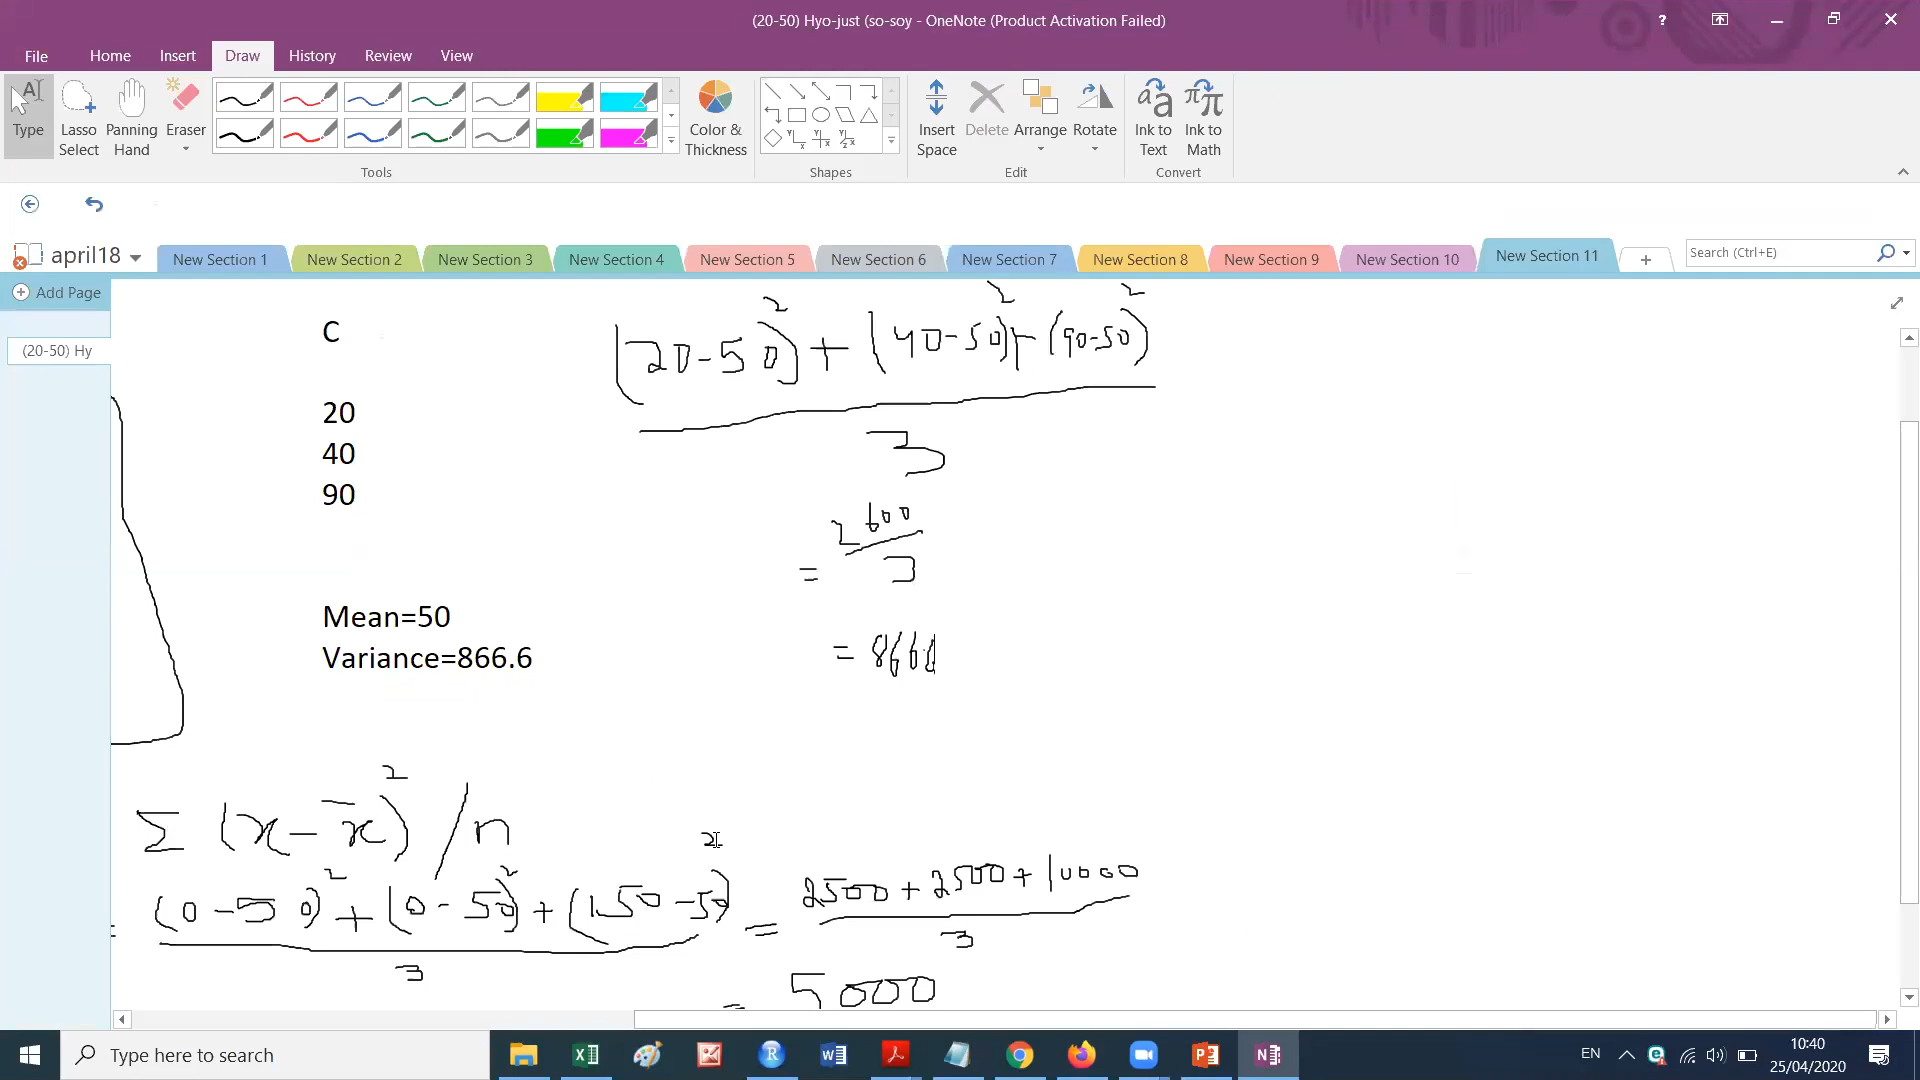 (20-50) Hyo-just (so-soy - OneNote (Product Activation Failed)
File Home Insert Draw History Review View
Type
Lasso Select
Panning Hand
Eraser
Color & Thickness
Insert Space
Delete
Arrange
Rotate
Ink to Text
Ink to Math
Tools
Shapes
Edit
Convert
april18
New Section 1
New Section 2
New Section 3
New Section 4
New Section 5
New Section 6
New Section 7
New Section 8
New Section 9
New Section 10
New Section 11
Search (Ctrl+E)
Add Page
(20-50) Hy
C
20
40
90
Mean=50
Variance=866.6
(20-50)² + (40-50)² + (90-50)²
3
= 2600
3
= 866.6
Σ (x - x̄)² / n
= (0-50)² + (0-50)² + (150-50)² = 2500 + 2500 + 10000
3 3
= 5000
Type here to search
EN
10:40
25/04/2020